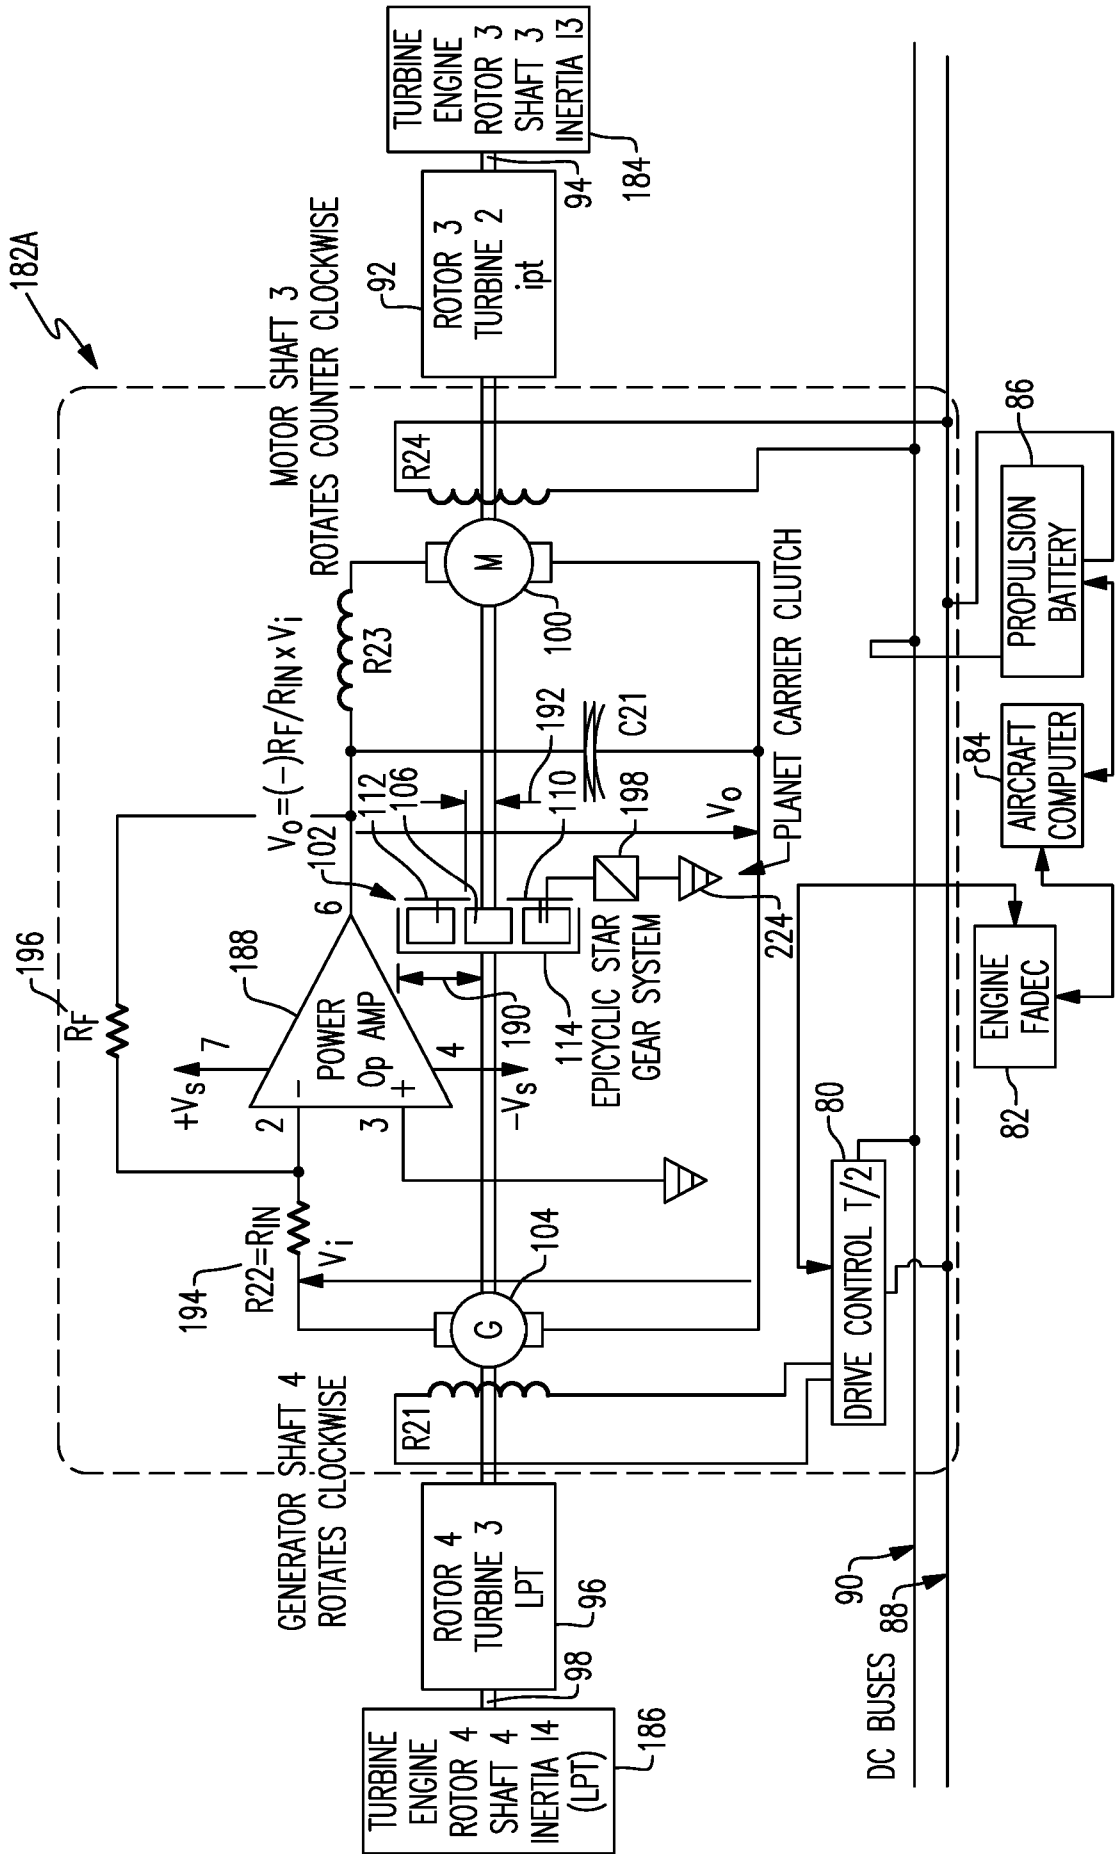 182A
196
RF
188
+Vs
7
2
3
4
6
POWER
Op AMP
−
+
−Vs
194
R22=RIN
Vi
Vo=(−)RF/RINxVi
102
112
106
192
110
190
114
EPICYCLIC STAR
GEAR SYSTEM
198
224
PLANET CARRIER CLUTCH
Vo
C21
R23
GENERATOR SHAFT 4
ROTATES CLOCKWISE
MOTOR SHAFT 3
ROTATES COUNTER CLOCKWISE
TURBINE
ENGINE
ROTOR 4
SHAFT 4
INERTIA I4
(LPT)
186
98
ROTOR 4
TURBINE 3
LPT
96
R21
G
104
M
100
R24
92
ROTOR 3
TURBINE 2
ipt
94
TURBINE
ENGINE
ROTOR 3
SHAFT 3
INERTIA I3
184
DRIVE CONTROL T/2
80
DC BUSES
90
88
ENGINE
FADEC
82
84
AIRCRAFT
COMPUTER
PROPULSION
BATTERY
86